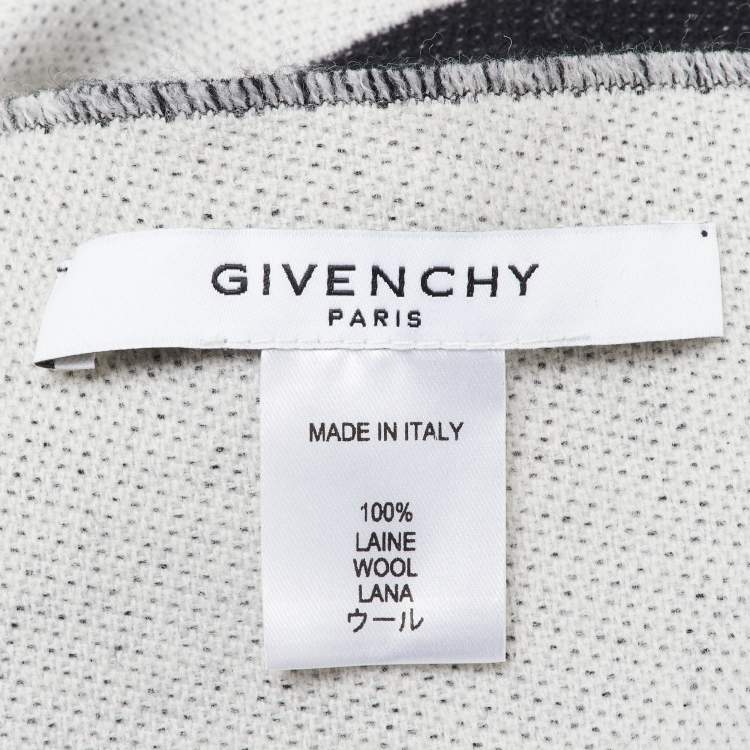 GIVENCHY
PARIS
MADE IN ITALY
100%
LAINE
WOOL
LANA
ウール